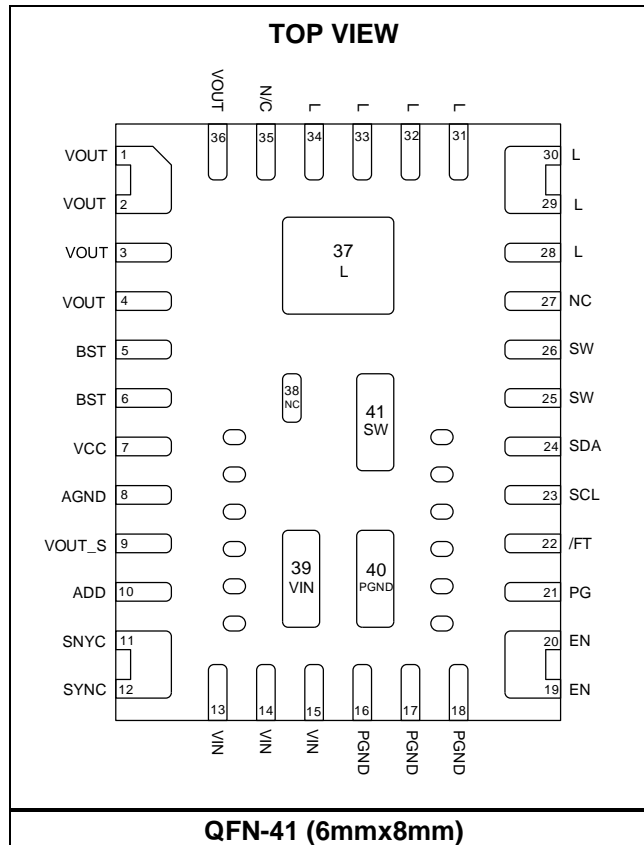 TOP VIEW
VOUT
N/C
L
L
L
L
36
35
34
33
32
31
VOUT 1
30 L
VOUT 2
29 L
VOUT 3
28 L
VOUT 4
27 NC
BST 5
26 SW
BST 6
25 SW
VCC 7
24 SDA
AGND 8
23 SCL
VOUT_S 9
22 /FT
ADD 10
21 PG
SNYC 11
20 EN
SYNC 12
19 EN
37
L
38
NC
41
SW
39
VIN
40
PGND
13
14
15
16
17
18
VIN
VIN
VIN
PGND
PGND
PGND
QFN-41 (6mmx8mm)